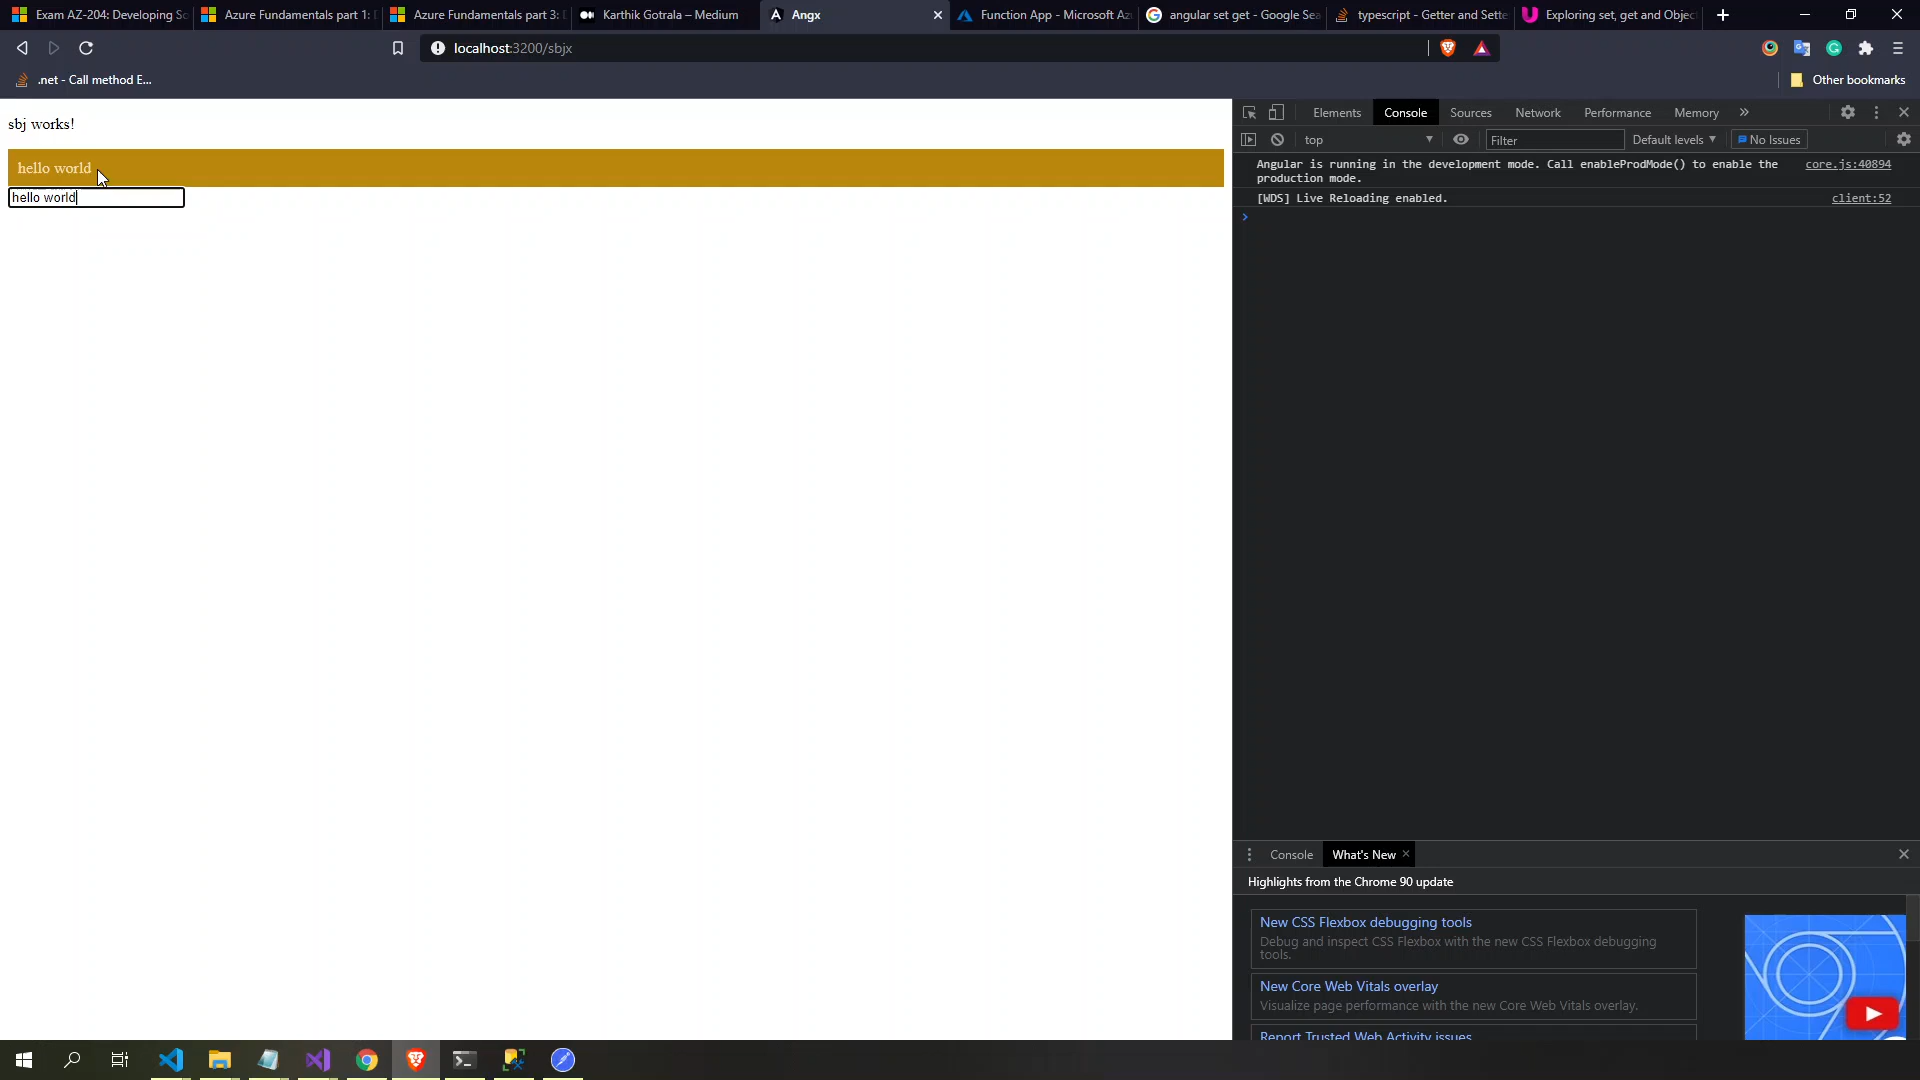 Exam AZ-204: Developing So
Azure Fundamentals part 1:
Azure Fundamentals part 3:
Karthik Gotrala – Medium
Angx
Function App - Microsoft Az
angular set get - Google Sea
typescript - Getter and Sette
Exploring set, get and Objec
localhost:3200/sbjx
.net - Call method E...
Other bookmarks
sbj works!
hello world
hello world
Elements
Console
Sources
Network
Performance
Memory
top
Filter
Default levels
No Issues
Angular is running in the development mode. Call enableProdMode() to enable the
production mode.
core.js:40894
[WDS] Live Reloading enabled.
client:52
Console
What's New
Highlights from the Chrome 90 update
New CSS Flexbox debugging tools
Debug and inspect CSS Flexbox with the new CSS Flexbox debugging
tools.
New Core Web Vitals overlay
Visualize page performance with the new Core Web Vitals overlay.
Report Trusted Web Activity issues